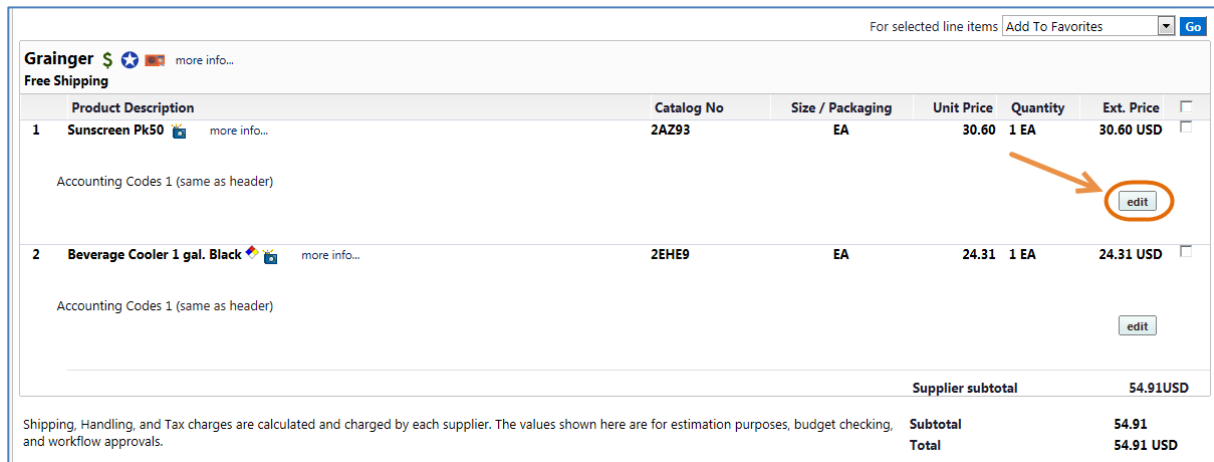 For selected line items Add To Favorites Go
Grainger $ more info...
Free Shipping
Product Description Catalog No Size / Packaging Unit Price Quantity Ext. Price
1 Sunscreen Pk50 more info... 2AZ93 EA 30.60 1 EA 30.60 USD
Accounting Codes 1 (same as header)
edit
2 Beverage Cooler 1 gal. Black more info... 2EHE9 EA 24.31 1 EA 24.31 USD
Accounting Codes 1 (same as header)
edit
Supplier subtotal 54.91USD
Shipping, Handling, and Tax charges are calculated and charged by each supplier. The values shown here are for estimation purposes, budget checking, Subtotal 54.91
and workflow approvals. Total 54.91 USD